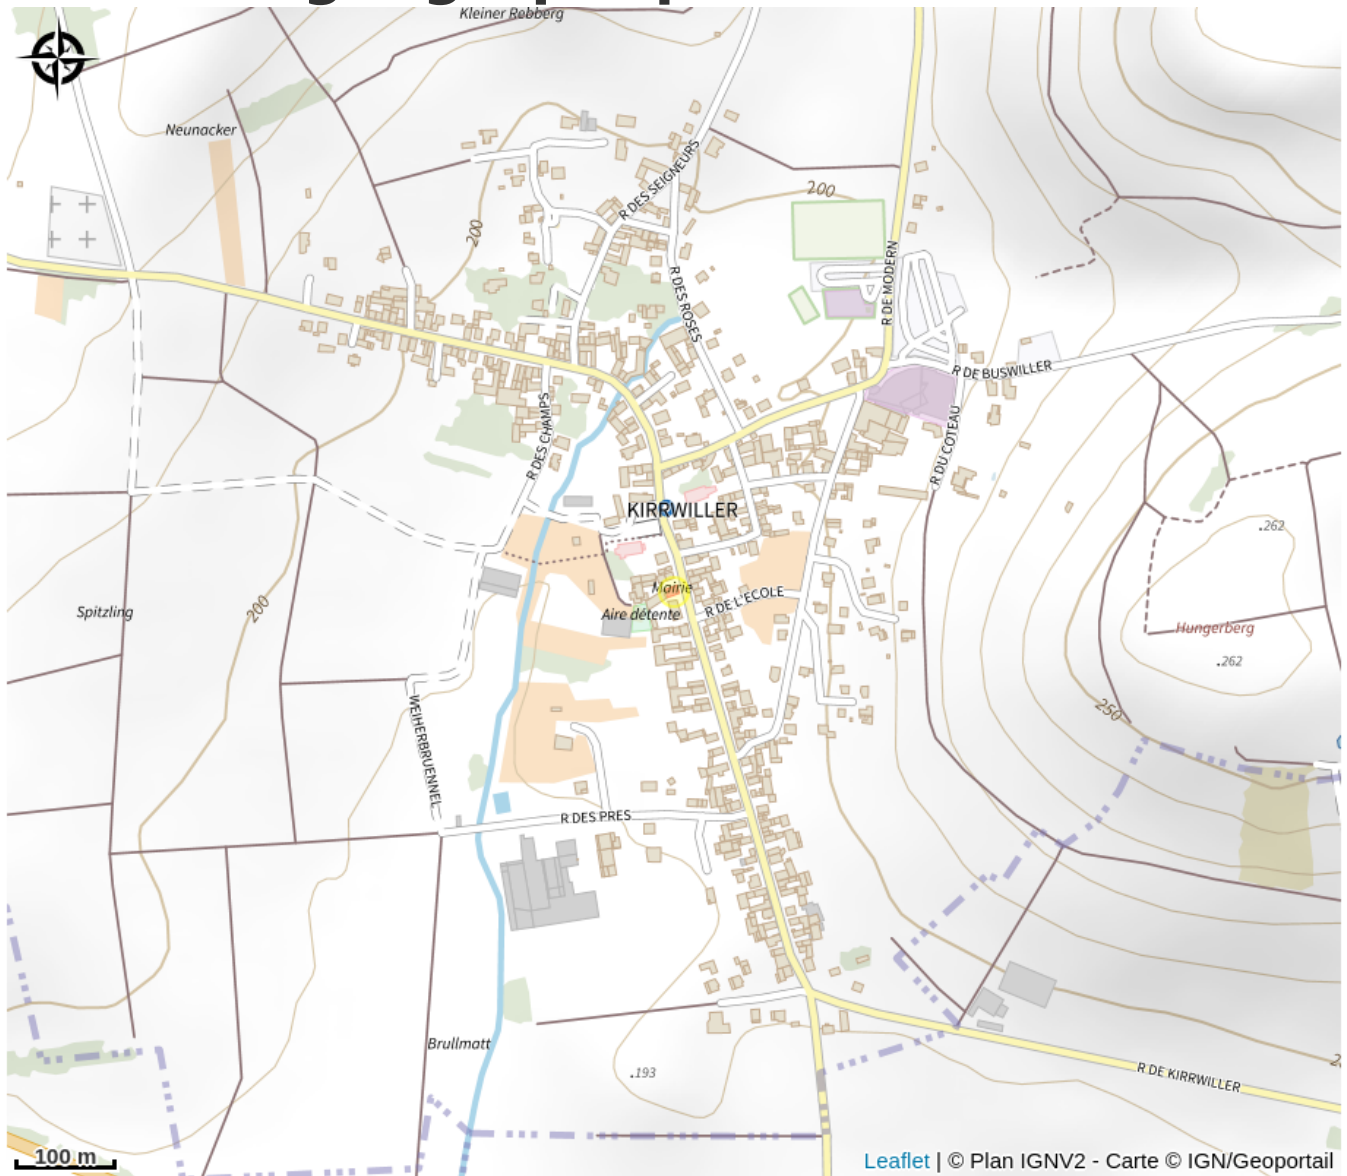 Kleiner Rebberg
Neunacker
R DES SEIGNEURS
200
200
R DE MODERN
R DES ROSES
R DE BUSWILLER
R DES CHAMPS
R DU COTEAU
KIRRWILLER
.262
Mairie
R DE L'ECOLE
Spitzling
200
Aire détente
Hungerberg
.262
250
WEIHERBRUENNEL
R DES PRES
Brullmatt
.193
R DE KIRRWILLER
100 m
Leaflet | © Plan IGNV2 - Carte © IGN/Geoportail